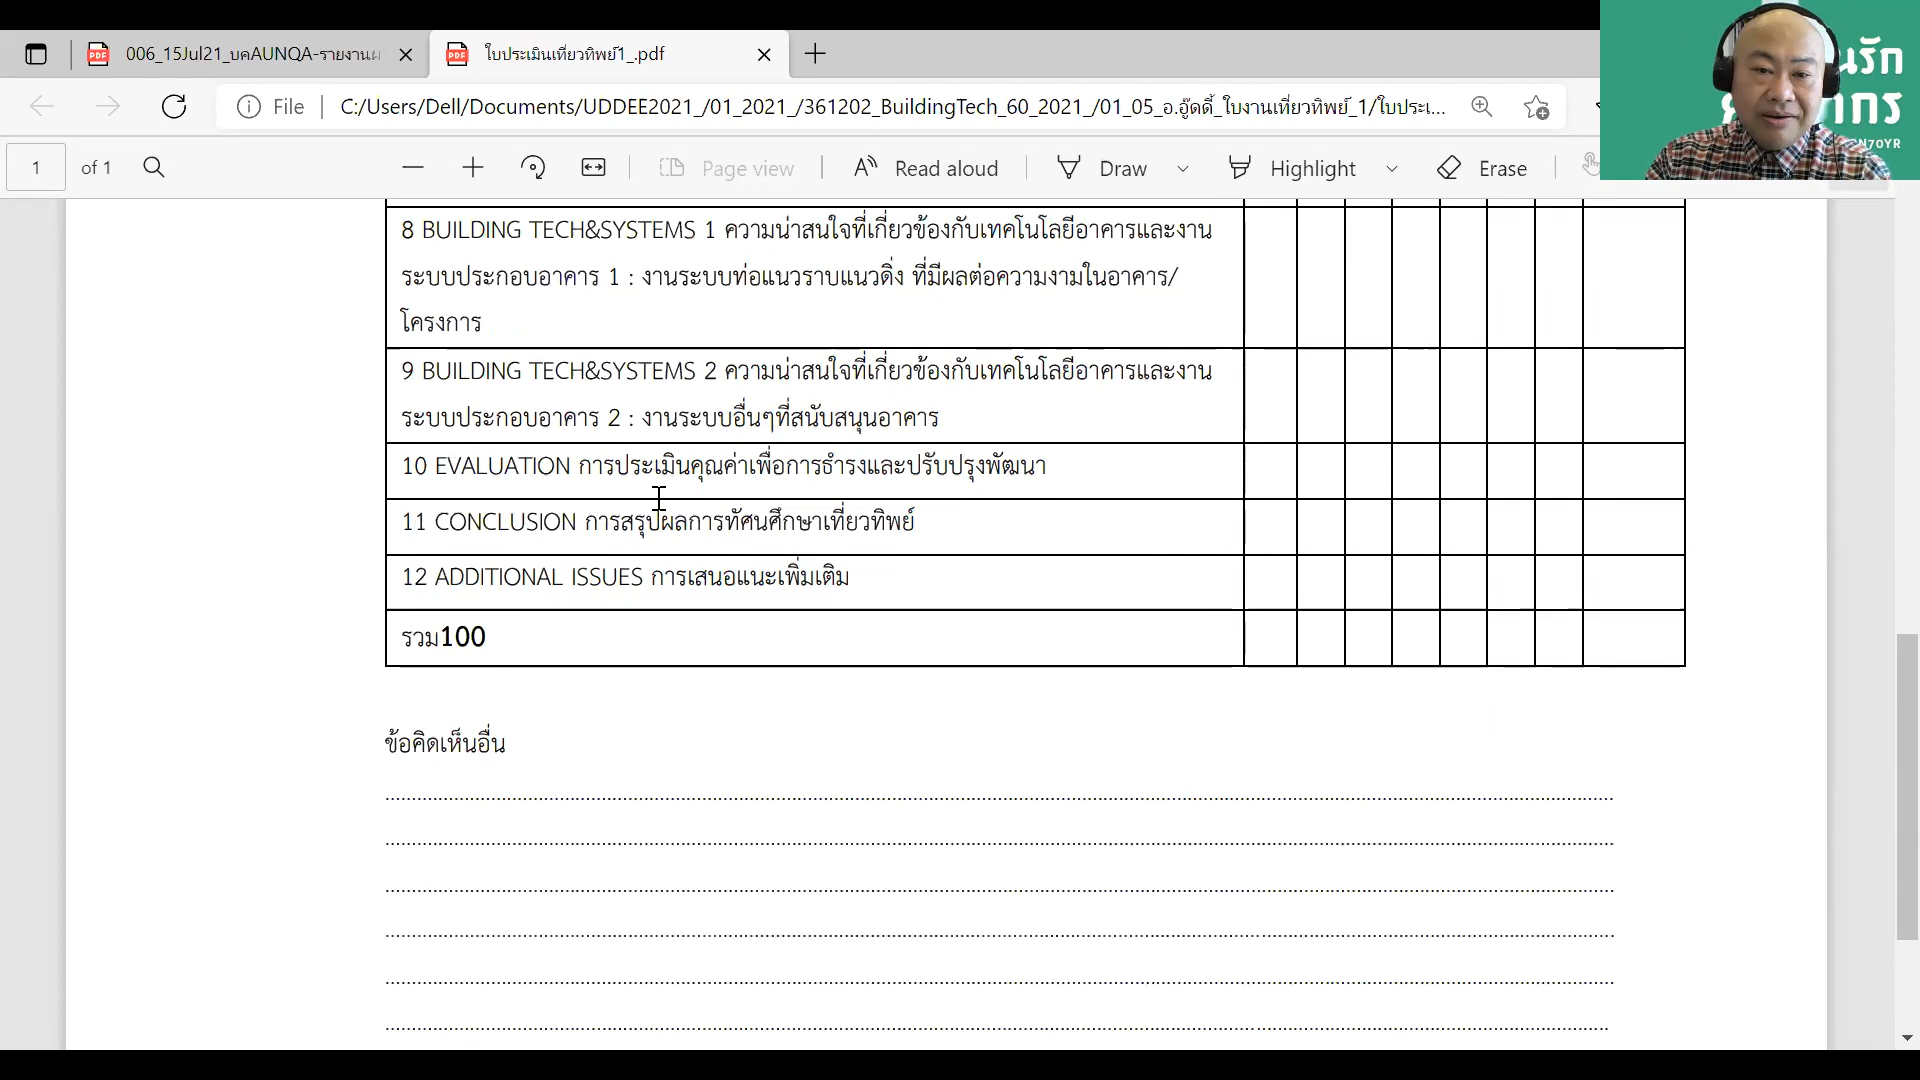 006_15Jul21_บคAUNQA-รายงานผ
ใบประเมินเที่ยวทิพย์1_.pdf
File
C:/Users/Dell/Documents/UDDEE2021_/01_2021_/361202_BuildingTech_60_2021_/01_05_อ.อู๊ดดี้_ใบงานเที่ยวทิพย์_1/ใบประเ...
1 of 1
Page view
Read aloud
Draw
Highlight
Erase
8 BUILDING TECH&SYSTEMS 1 ความน่าสนใจที่เกี่ยวข้องกับเทคโนโลยีอาคารและงาน
ระบบประกอบอาคาร 1 : งานระบบท่อแนวราบแนวดิ่ง ที่มีผลต่อความงามในอาคาร/
โครงการ
9 BUILDING TECH&SYSTEMS 2 ความน่าสนใจที่เกี่ยวข้องกับเทคโนโลยีอาคารและงาน
ระบบประกอบอาคาร 2 : งานระบบอื่นๆที่สนับสนุนอาคาร
10 EVALUATION การประเมินคุณค่าเพื่อการธำรงและปรับปรุงพัฒนา
11 CONCLUSION การสรุปผลการทัศนศึกษาเที่ยวทิพย์
12 ADDITIONAL ISSUES การเสนอแนะเพิ่มเติม
รวม100
ข้อคิดเห็นอื่น